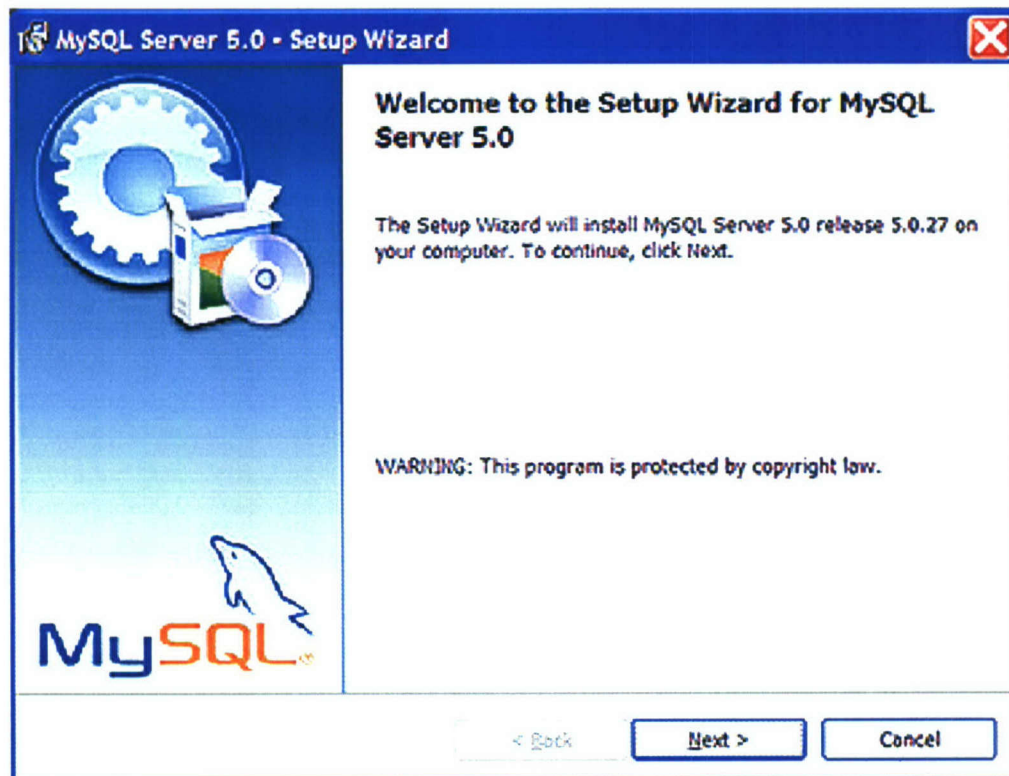 MySQL Server 5.0 - Setup Wizard
Welcome to the Setup Wizard for MySQL
Server 5.0
The Setup Wizard will install MySQL Server 5.0 release 5.0.27 on
your computer. To continue, click Next.
WARNING: This program is protected by copyright law.
MySQL®
< Back
Next >
Cancel